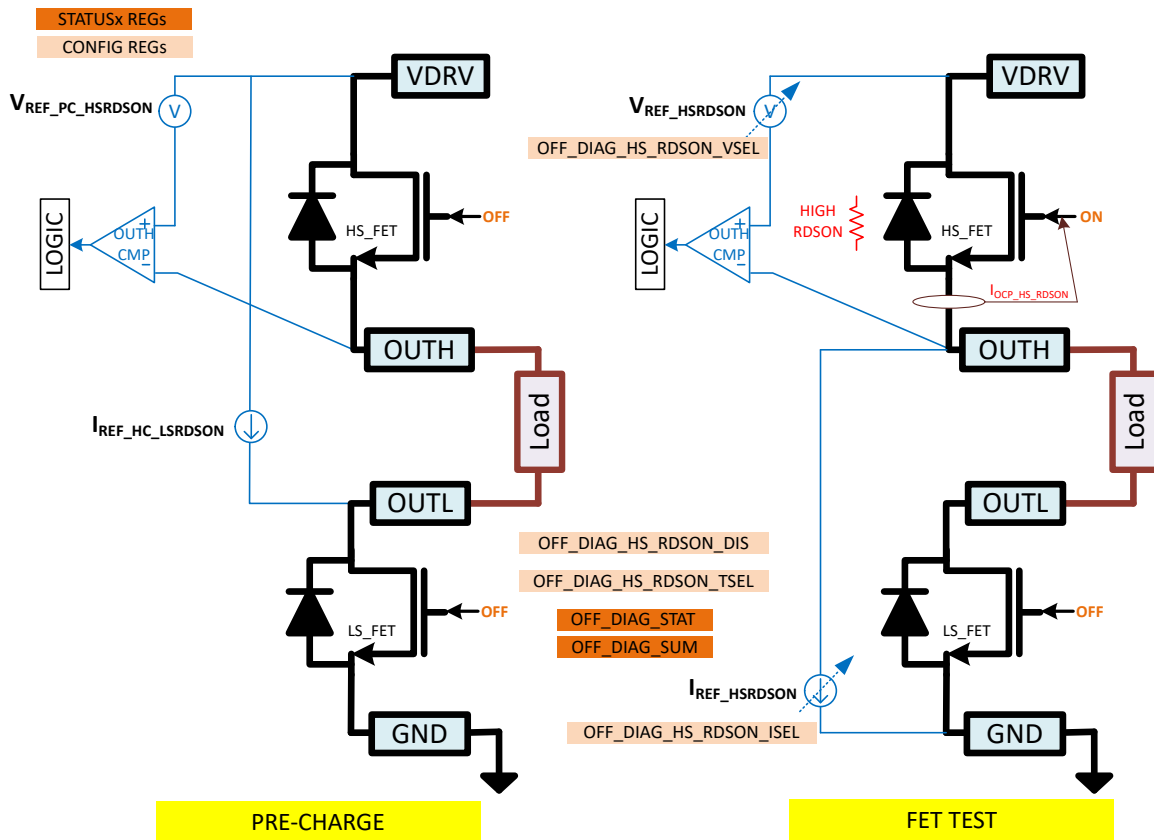 STATUSx REGs
CONFIG REGs
VDRV
VREF_PC_HSRDSON
V
LOGIC
+
OUTH
CMP
−
HS_FET
OFF
OUTH
Load
IREF_HC_LSRDSON
OUTL
LS_FET
OFF
GND
PRE-CHARGE
OFF_DIAG_HS_RDSON_DIS
OFF_DIAG_HS_RDSON_TSEL
OFF_DIAG_STAT
OFF_DIAG_SUM
VDRV
VREF_HSRDSON
V
OFF_DIAG_HS_RDSON_VSEL
HIGH
RDSON
LOGIC
+
OUTH
CMP
−
HS_FET
ON
IOCP_HS_RDSON
OUTH
Load
OUTL
LS_FET
OFF
IREF_HSRDSON
OFF_DIAG_HS_RDSON_ISEL
GND
FET TEST